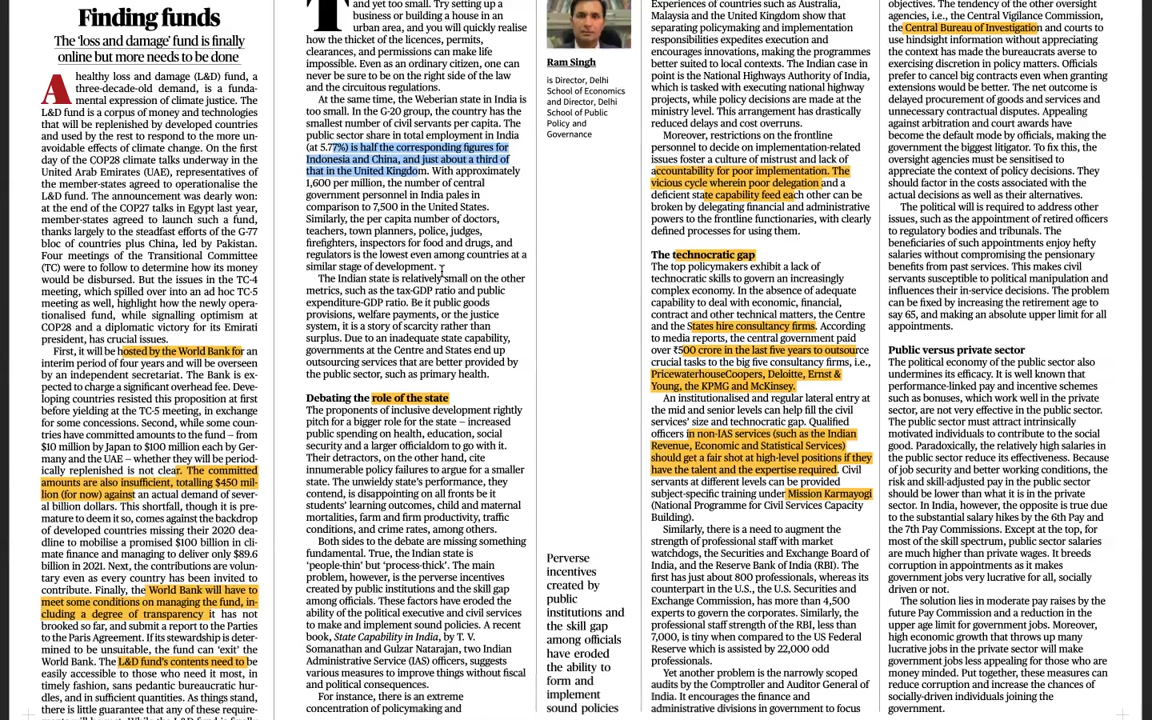 Finding funds
The ‘loss and damage’ fund is finally
online but more needs to be done
A healthy loss and damage (L&D) fund, a
three-decade-old demand, is a funda-
mental expression of climate justice. The
L&D fund is a corpus of money and technologies
that will be replenished by developed countries
and used by the rest to respond to the more un-
avoidable effects of climate change. On the first
day of the COP28 climate talks underway in the
United Arab Emirates (UAE), representatives of
the member-states agreed to operationalise the
L&D fund. The announcement was dearly won:
at the end of the COP27 talks in Egypt last year,
member-states agreed to launch such a fund,
thanks largely to the steadfast efforts of the G-77
bloc of countries plus China, led by Pakistan.
Four meetings of the Transitional Committee
(TC) were to follow to determine how its money
would be disbursed. But the issues in the TC-4
meeting, which spilled over into an ad hoc TC-5
meeting as well, highlight how the newly opera-
tionalised fund, while signalling optimism at
COP28 and a diplomatic victory for its Emirati
president, has crucial issues.
First, it will be hosted by the World Bank for an
interim period of four years and will be overseen
by an independent secretariat. The Bank is ex-
pected to charge a significant overhead fee. Deve-
loping countries resisted this proposition at first
before yielding at the TC-5 meeting, in exchange
for some concessions. Second, while some coun-
tries have committed amounts to the fund – from
$10 million by Japan to $100 million each by Ger-
many and the UAE – whether they will be period-
ically replenished is not clear. The committed
amounts are also insufficient, totalling $450 mil-
lion (for now) against an actual demand of sever-
al billion dollars. This shortfall, though it is pre-
mature to deem it so, comes against the backdrop
of developed countries missing their 2020 dea-
dline to mobilise a promised $100 billion in cli-
mate finance and managing to deliver only $89.6
billion in 2021. Next, the contributions are volun-
tary even as every country has been invited to
contribute. Finally, the World Bank will have to
meet some conditions on managing the fund, in-
cluding a degree of transparency it has not
brooked so far, and submit a report to the Parties
to the Paris Agreement. If its stewardship is deter-
mined to be unsuitable, the fund can ‘exit’ the
World Bank. The L&D fund’s contents need to be
easily accessible to those who need it most, in
timely fashion, sans pedantic bureaucratic hur-
dles, and in sufficient quantities. As things stand,
there is little guarantee that any of these require-
T and yet too small. Try setting up a
business or building a house in an
urban area, and you will quickly realise
how the thicket of the licences, permits,
clearances, and permissions can make life
impossible. Even as an ordinary citizen, one can
never be sure to be on the right side of the law
and the circuitous regulations.
At the same time, the Weberian state in India is
too small. In the G-20 group, the country has the
smallest number of civil servants per capita. The
public sector share in total employment in India
(at 5.77%) is half the corresponding figures for
Indonesia and China, and just about a third of
that in the United Kingdom. With approximately
1,600 per million, the number of central
government personnel in India pales in
comparison to 7,500 in the United States.
Similarly, the per capita number of doctors,
teachers, town planners, police, judges,
firefighters, inspectors for food and drugs, and
regulators is the lowest even among countries at a
similar stage of development.
The Indian state is relatively small on the other
metrics, such as the tax-GDP ratio and public
expenditure-GDP ratio. Be it public goods
provisions, welfare payments, or the justice
system, it is a story of scarcity rather than
surplus. Due to an inadequate state capability,
governments at the Centre and States end up
outsourcing services that are better provided by
the public sector, such as primary health.
Debating the role of the state
The proponents of inclusive development rightly
pitch for a bigger role for the state – increased
public spending on health, education, social
security and a larger officialdom to go with it.
Their detractors, on the other hand, cite
innumerable policy failures to argue for a smaller
state. The unwieldy state’s performance, they
contend, is disappointing on all fronts be it
students’ learning outcomes, child and maternal
mortalities, farm and firm productivity, traffic
conditions, and crime rates, among others.
Both sides to the debate are missing something
fundamental. True, the Indian state is
‘people-thin’ but ‘process-thick’. The main
problem, however, is the perverse incentives
created by public institutions and the skill gap
among officials. These factors have eroded the
ability of the political executive and civil services
to make and implement sound policies. A recent
book, State Capability in India, by T. V.
Somanathan and Gulzar Natarajan, two Indian
Administrative Service (IAS) officers, suggests
various measures to improve things without fiscal
and political consequences.
For instance, there is an extreme
concentration of policymaking and
Ram Singh
is Director, Delhi
School of Economics
and Director, Delhi
School of Public
Policy and
Governance
Perverse
incentives
created by
public
institutions and
the skill gap
among officials
have eroded
the ability to
form and
implement
sound policies
Experiences of countries such as Australia,
Malaysia and the United Kingdom show that
separating policymaking and implementation
responsibilities expedites execution and
encourages innovations, making the programmes
better suited to local contexts. The Indian case in
point is the National Highways Authority of India,
which is tasked with executing national highway
projects, while policy decisions are made at the
ministry level. This arrangement has drastically
reduced delays and cost overruns.
Moreover, restrictions on the frontline
personnel to decide on implementation-related
issues foster a culture of mistrust and lack of
accountability for poor implementation. The
vicious cycle wherein poor delegation and a
deficient state capability feed each other can be
broken by delegating financial and administrative
powers to the frontline functionaries, with clearly
defined processes for using them.
The technocratic gap
The top policymakers exhibit a lack of
technocratic skills to govern an increasingly
complex economy. In the absence of adequate
capability to deal with economic, financial,
contract and other technical matters, the Centre
and the States hire consultancy firms. According
to media reports, the central government paid
over ₹500 crore in the last five years to outsource
crucial tasks to the big five consultancy firms, i.e.,
PricewaterhouseCoopers, Deloitte, Ernst &
Young, the KPMG and McKinsey.
An institutionalised and regular lateral entry at
the mid and senior levels can help fill the civil
services’ size and technocratic gap. Qualified
officers in non-IAS services (such as the Indian
Revenue, Economic and Statistical Services)
should get a fair shot at high-level positions if they
have the talent and the expertise required. Civil
servants at different levels can be provided
subject-specific training under Mission Karmayogi
(National Programme for Civil Services Capacity
Building).
Similarly, there is a need to augment the
strength of professional staff with market
watchdogs, the Securities and Exchange Board of
India, and the Reserve Bank of India (RBI). The
first has just about 800 professionals, whereas its
counterpart in the U.S., the U.S. Securities and
Exchange Commission, has more than 4,500
experts to govern the corporates. Similarly, the
professional staff strength of the RBI, less than
7,000, is tiny when compared to the US Federal
Reserve which is assisted by 22,000 odd
professionals.
Yet another problem is the narrowly scoped
audits by the Comptroller and Auditor General of
India. It encourages the finance and
administrative divisions in government to focus
objectives. The tendency of the other oversight
agencies, i.e., the Central Vigilance Commission,
the Central Bureau of Investigation and courts to
use hindsight information without appreciating
the context has made the bureaucrats averse to
exercising discretion in policy matters. Officials
prefer to cancel big contracts even when granting
extensions would be better. The net outcome is
delayed procurement of goods and services and
unnecessary contractual disputes. Appealing
against arbitration and court awards have
become the default mode by officials, making the
government the biggest litigator. To fix this, the
oversight agencies must be sensitised to
appreciate the context of policy decisions. They
should factor in the costs associated with the
actual decisions as well as their alternatives.
The political will is required to address other
issues, such as the appointment of retired officers
to regulatory bodies and tribunals. The
beneficiaries of such appointments enjoy hefty
salaries without compromising the pensionary
benefits from past services. This makes civil
servants susceptible to political manipulation and
influences their in-service decisions. The problem
can be fixed by increasing the retirement age to
say 65, and making an absolute upper limit for all
appointments.
Public versus private sector
The political economy of the public sector also
undermines its efficacy. It is well known that
performance-linked pay and incentive schemes
such as bonuses, which work well in the private
sector, are not very effective in the public sector.
The public sector must attract intrinsically
motivated individuals to contribute to the social
good. Paradoxically, the relatively high salaries in
the public sector reduce its effectiveness. Because
of job security and better working conditions, the
risk and skill-adjusted pay in the public sector
should be lower than what it is in the private
sector. In India, however, the opposite is true due
to the substantial salary hikes by the 6th Pay and
the 7th Pay Commissions. Except at the top, for
most of the skill spectrum, public sector salaries
are much higher than private wages. It breeds
corruption in appointments as it makes
government jobs very lucrative for all, socially
driven or not.
The solution lies in moderate pay raises by the
future Pay Commission and a reduction in the
upper age limit for government jobs. Moreover,
high economic growth that throws up many
lucrative jobs in the private sector will make
government jobs less appealing for those who are
money minded. Put together, these measures can
reduce corruption and increase the chances of
socially-driven individuals joining the
government.